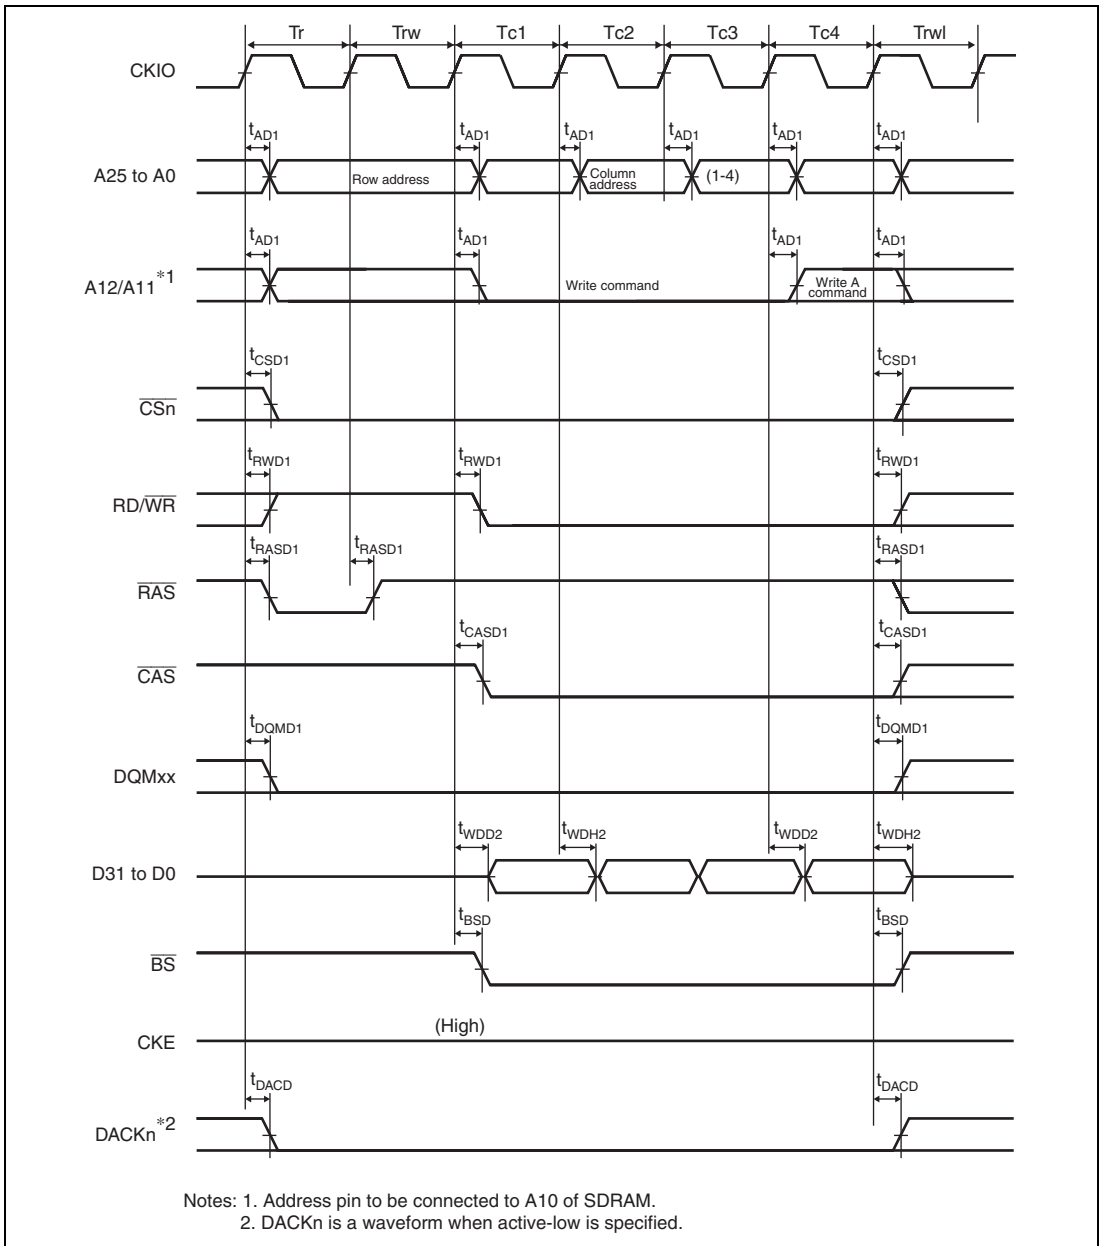 Tr Trw Tc1 Tc2 Tc3 Tc4 Trwl
CKIO
tAD1 tAD1 tAD1 tAD1 tAD1 tAD1
A25 to A0
Row address
Column
address
(1-4)
tAD1 tAD1 tAD1 tAD1
A12/A11*1
Write command
Write A
command
tCSD1 tCSD1
CSn
tRWD1 tRWD1 tRWD1
RD/WR
tRASD1 tRASD1 tRASD1
RAS
tCASD1 tCASD1
CAS
tDQMD1 tDQMD1
DQMxx
tWDD2 tWDH2 tWDD2 tWDH2
D31 to D0
tBSD tBSD
BS
(High)
CKE
tDACD tDACD
DACKn*2
Notes: 1. Address pin to be connected to A10 of SDRAM.
2. DACKn is a waveform when active-low is specified.